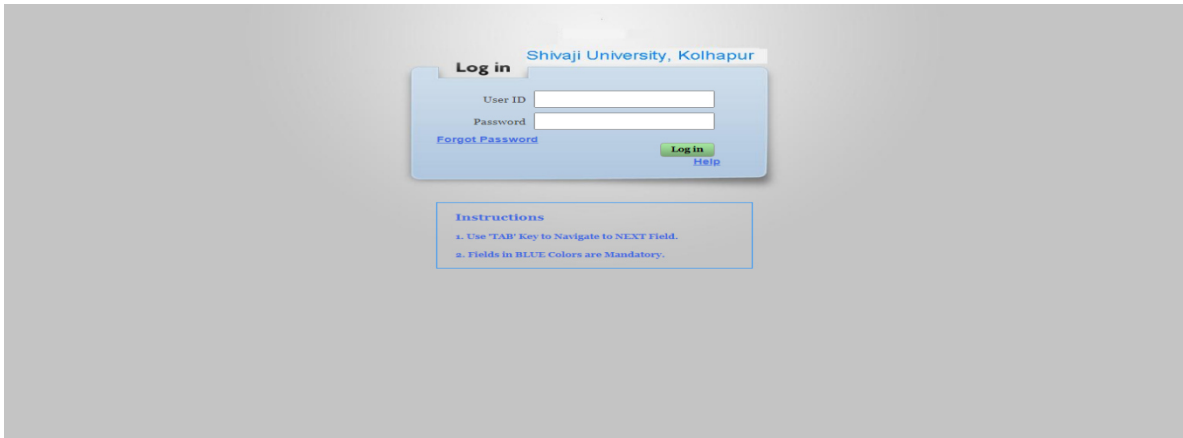 Shivaji University, Kolhapur
Log in
User ID
Password
Forgot Password
Log in
Help
Instructions
1. Use 'TAB' Key to Navigate to NEXT Field.
2. Fields in BLUE Colors are Mandatory.